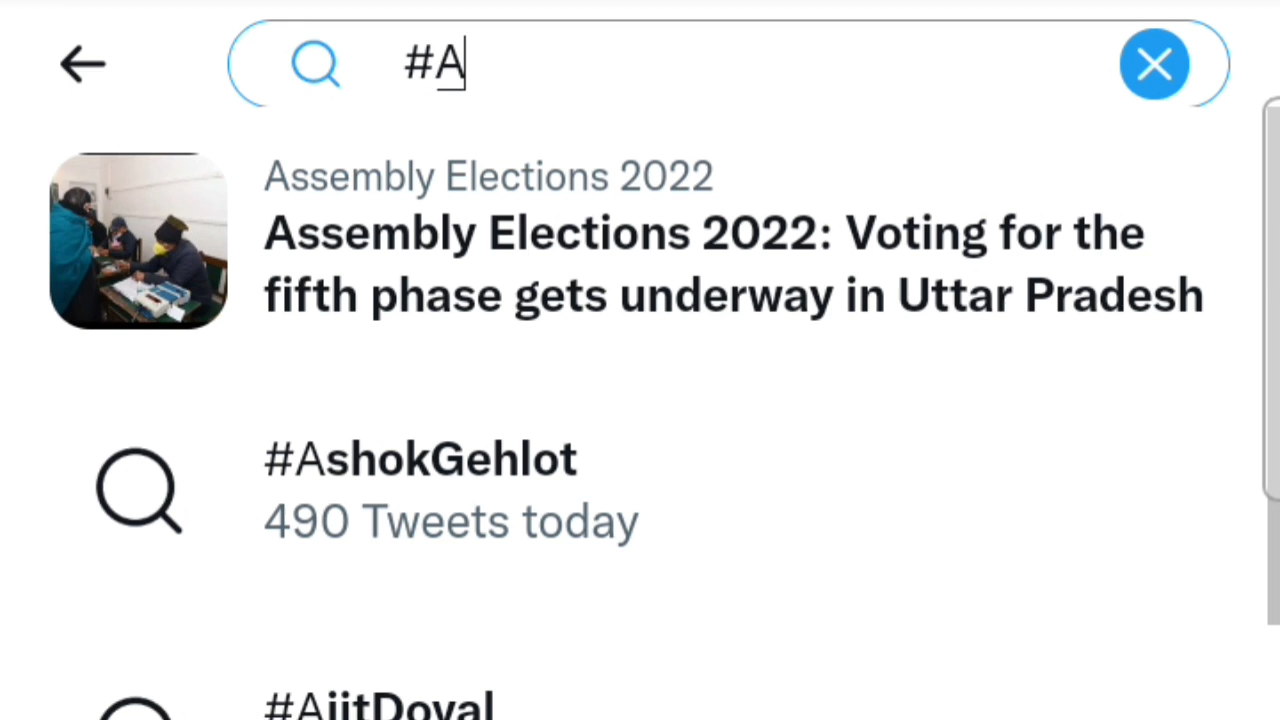 #A
Assembly Elections 2022
Assembly Elections 2022: Voting for the
fifth phase gets underway in Uttar Pradesh
#AshokGehlot
490 Tweets today
#AjitDoval